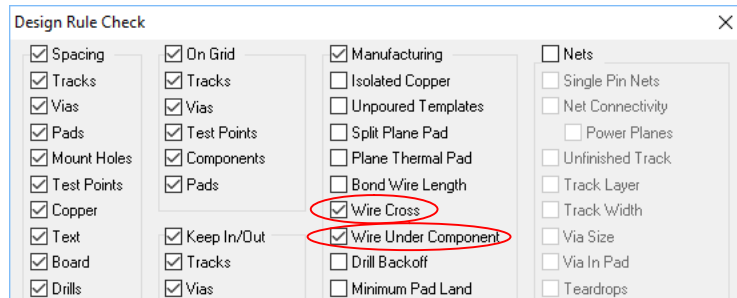 Design Rule Check
Spacing
Tracks
Vias
Pads
Mount Holes
Test Points
Copper
Text
Board
Drills
On Grid
Tracks
Vias
Test Points
Components
Pads
Keep In/Out
Tracks
Vias
Manufacturing
Isolated Copper
Unpoured Templates
Split Plane Pad
Plane Thermal Pad
Bond Wire Length
Wire Cross
Wire Under Component
Drill Backoff
Minimum Pad Land
Nets
Single Pin Nets
Net Connectivity
Power Planes
Unfinished Track
Track Layer
Track Width
Via Size
Via In Pad
Teardrops